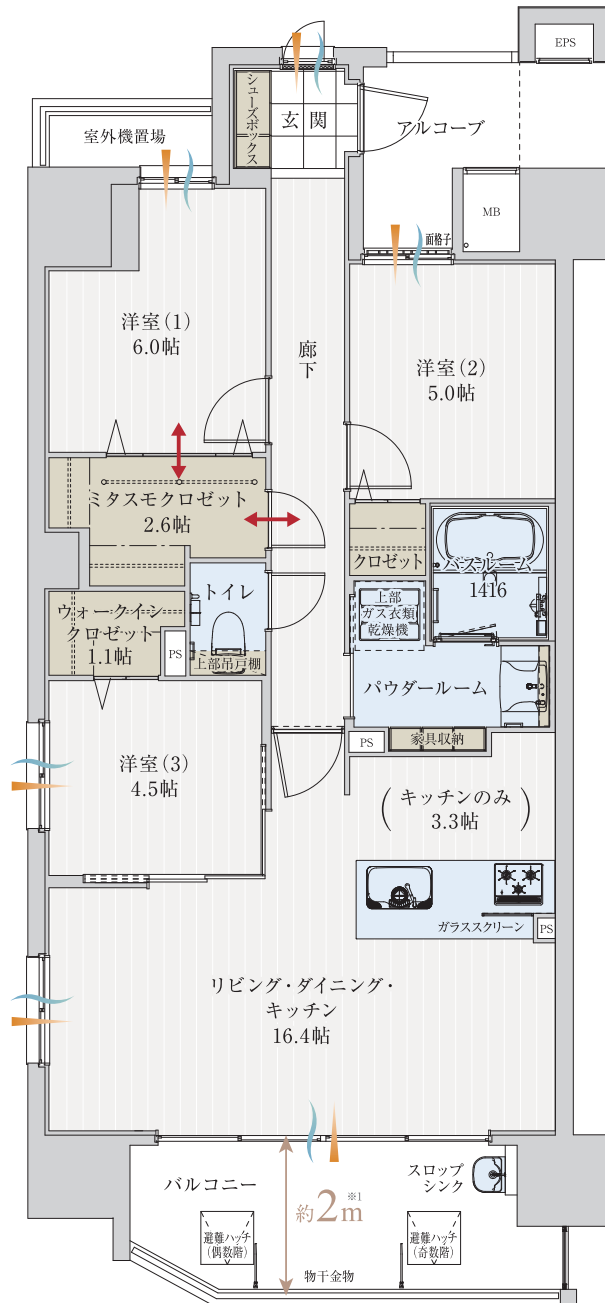 EPS
シューズボックス
玄関
アルコーブ
室外機置場
MB
面格子
洋室(1)
6.0帖
廊下
洋室(2)
5.0帖
ミタスモクロゼット
2.6帖
クロゼット
バスルーム
1416
トイレ
上部吊戸棚
ウォークイン
クロゼット
1.1帖
PS
上部
ガス衣類
乾燥機
パウダールーム
PS
家具収納
洋室(3)
4.5帖
(キッチンのみ)
3.3帖
ガラススクリーン
PS
リビング・ダイニング・
キッチン
16.4帖
バルコニー
約2m※1
スロップ
シンク
避難ハッチ
(偶数階)
避難ハッチ
(奇数階)
物干金物